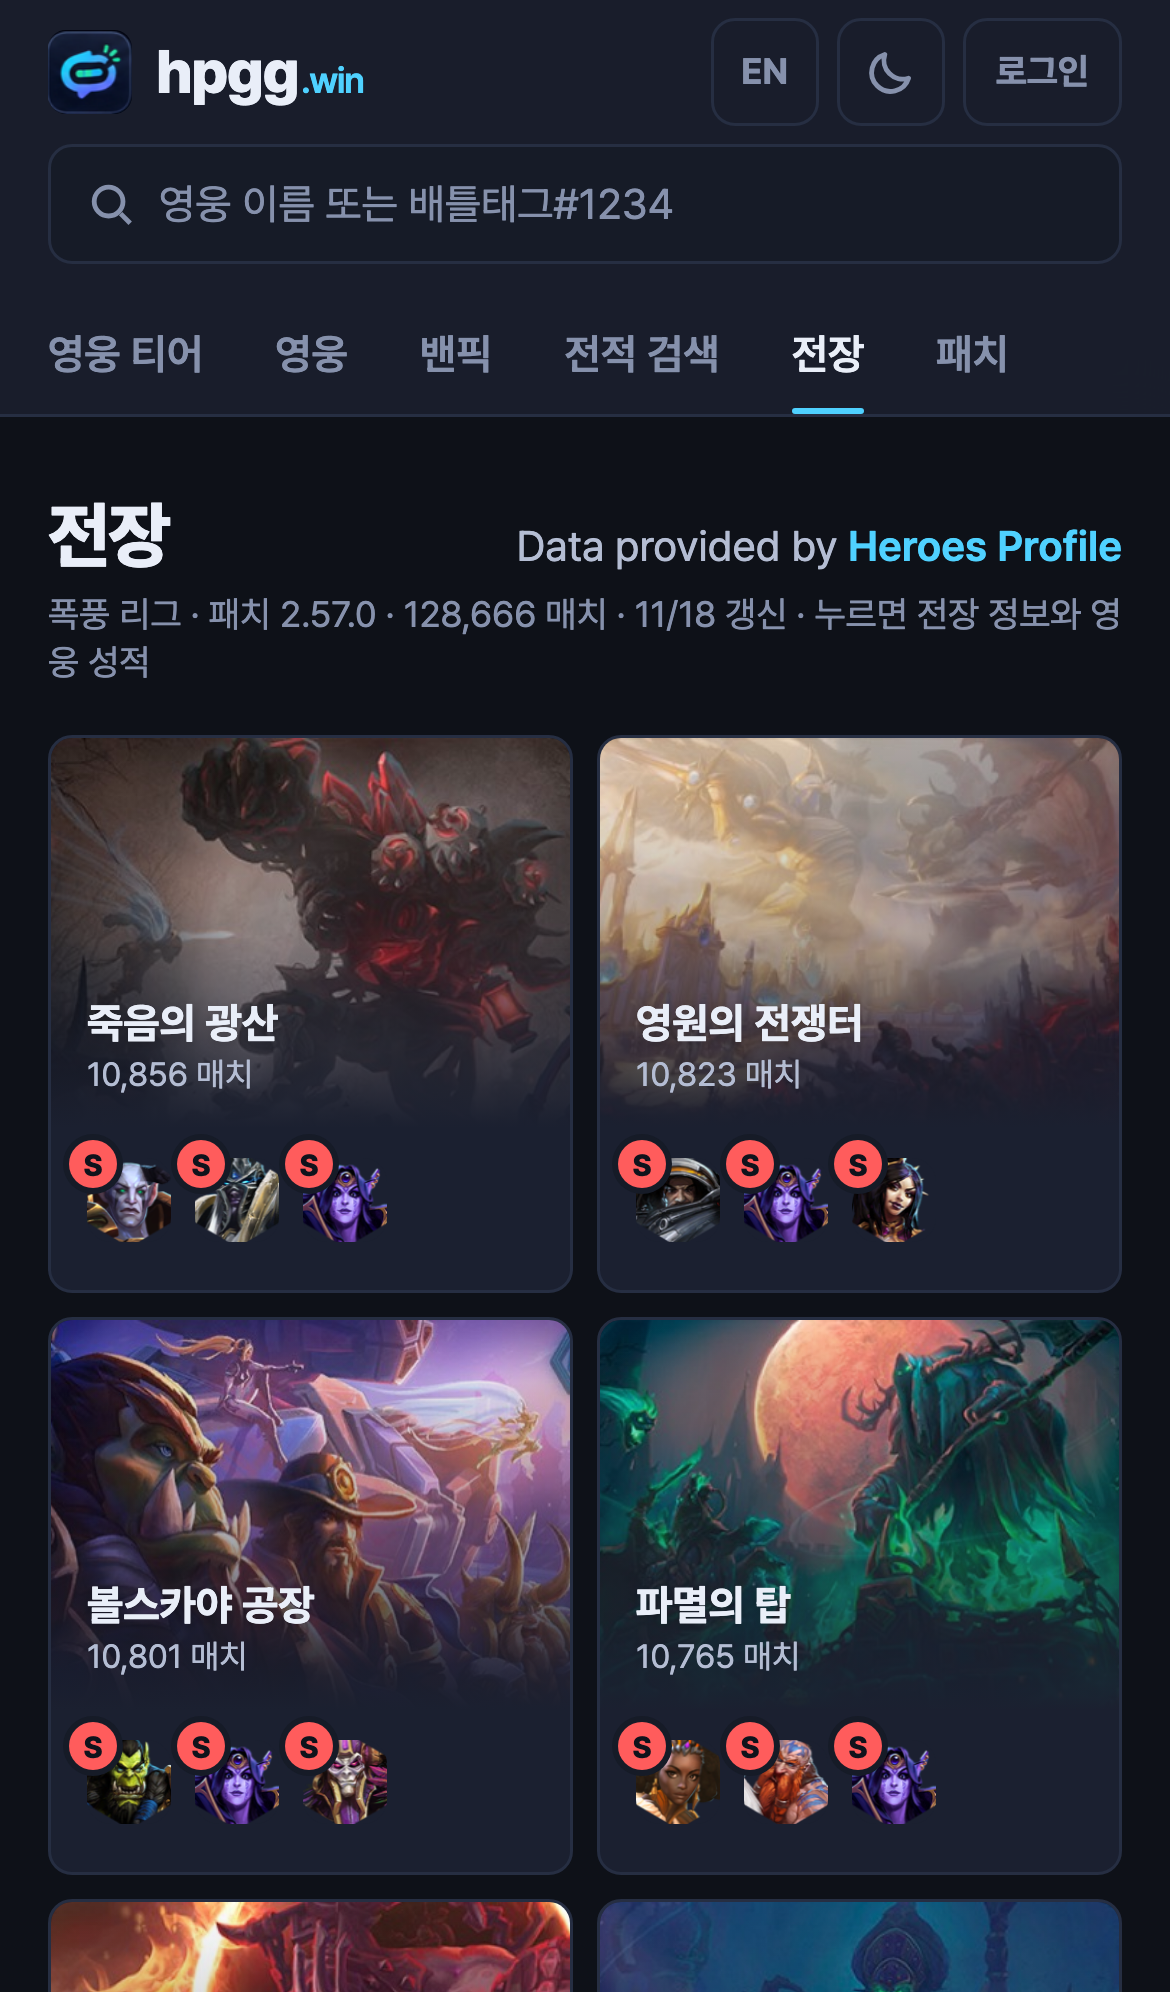 hpgg.win
EN
로그인
영웅 이름 또는 배틀태그#1234
영웅 티어 영웅 밴픽 전적 검색 전장 패치
전장
Data provided by Heroes Profile
폭풍 리그 · 패치 2.57.0 · 128,666 매치 · 11/18 갱신 · 누르면 전장 정보와 영
웅 성적
죽음의 광산
10,856 매치
S S S
영원의 전쟁터
10,823 매치
S S S
볼스카야 공장
10,801 매치
S S S
파멸의 탑
10,765 매치
S S S